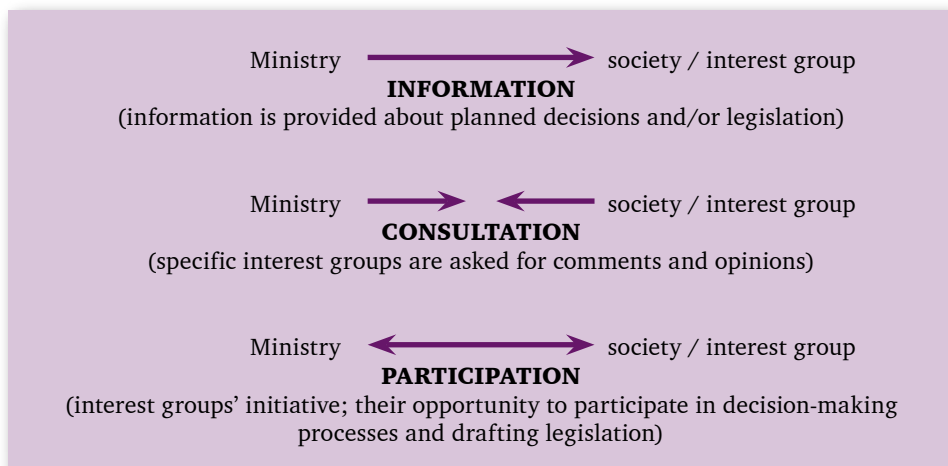 Ministry society / interest group
INFORMATION
(information is provided about planned decisions and/or legislation)
Ministry society / interest group
CONSULTATION
(specific interest groups are asked for comments and opinions)
Ministry society / interest group
PARTICIPATION
(interest groups’ initiative; their opportunity to participate in decision-making
processes and drafting legislation)